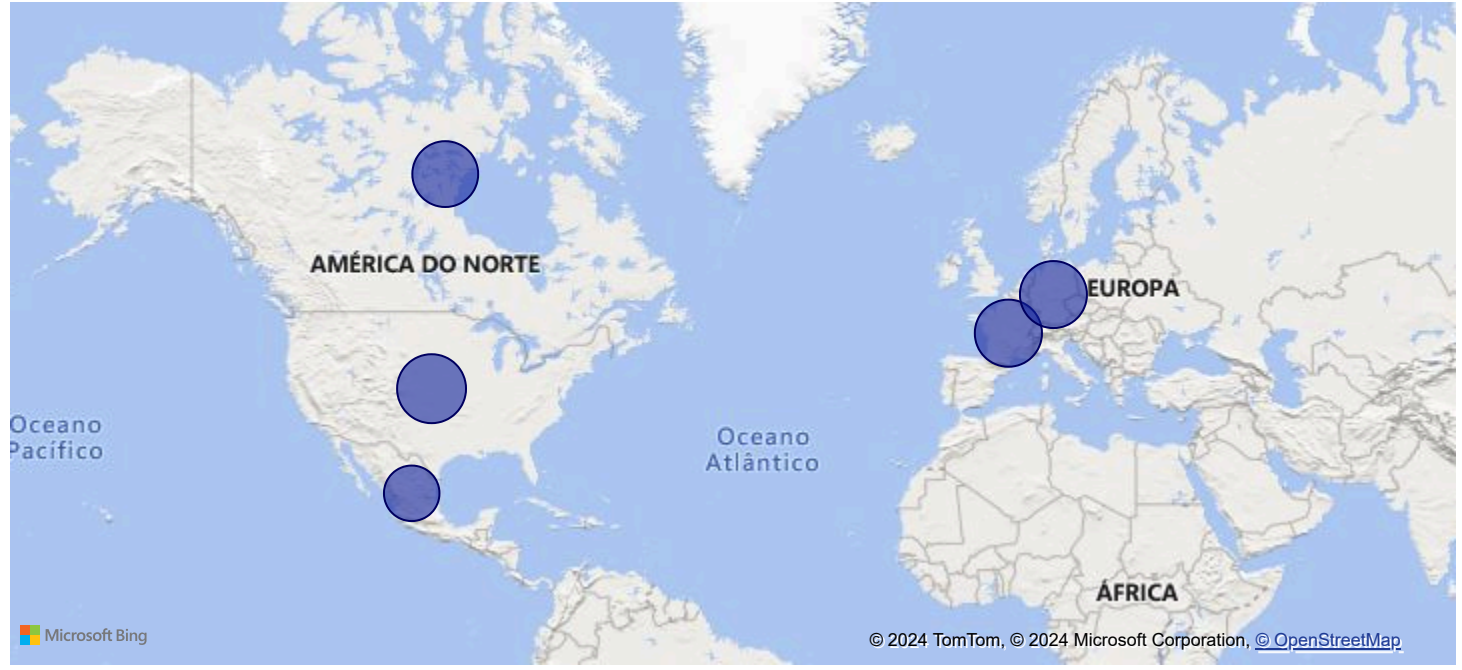 AMÉRICA DO NORTE
EUROPA
Oceano
Pacífico
Oceano
Atlântico
ÁFRICA
Microsoft Bing
© 2024 TomTom, © 2024 Microsoft Corporation, © OpenStreetMap